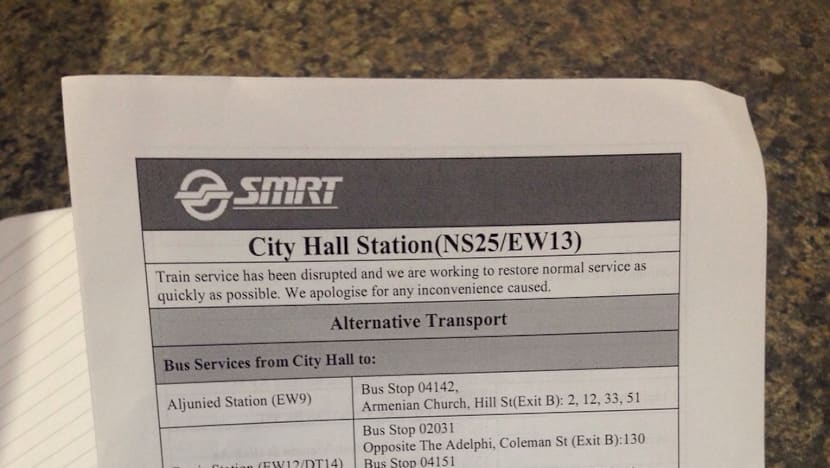 SMRT
City Hall Station(NS25/EW13)
Train service has been disrupted and we are working to restore normal service as
quickly as possible. We apologise for any inconvenience caused.
Alternative Transport
Bus Services from City Hall to:
Aljunied Station (EW9)
Bus Stop 04142,
Armenian Church, Hill St(Exit B): 2, 12, 33, 51
Bus Stop 02031
Opposite The Adelphi, Coleman St (Exit B):130
Station (EW12/DT14)
Bus Stop 04151